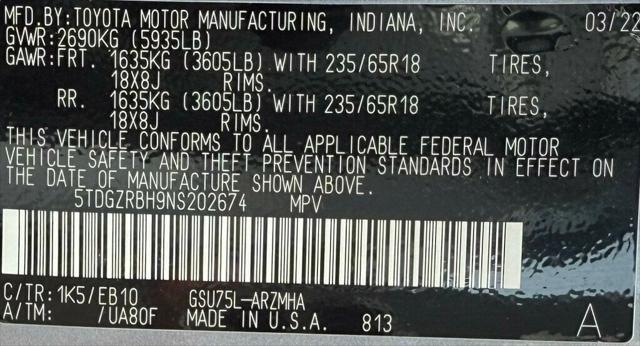 MFD.BY:TOYOTA MOTOR MANUFACTURING, INDIANA, INC. 03/22
GVWR:2690KG (5935LB)
GAWR:FRT. 1635KG (3605LB) WITH 235/65R18 TIRES,
18X8J RIMS.
RR. 1635KG (3605LB) WITH 235/65R18 TIRES,
18X8J RIMS.
THIS VEHICLE CONFORMS TO ALL APPLICABLE FEDERAL MOTOR
VEHICLE SAFETY AND THEFT PREVENTION STANDARDS IN EFFECT ON
THE DATE OF MANUFACTURE SHOWN ABOVE.
5TDGZRBH9NS202674 MPV
C/TR:1K5/EB10 GSU75L-ARZMHA
A/TM: /UA80F MADE IN U.S.A. 813 A